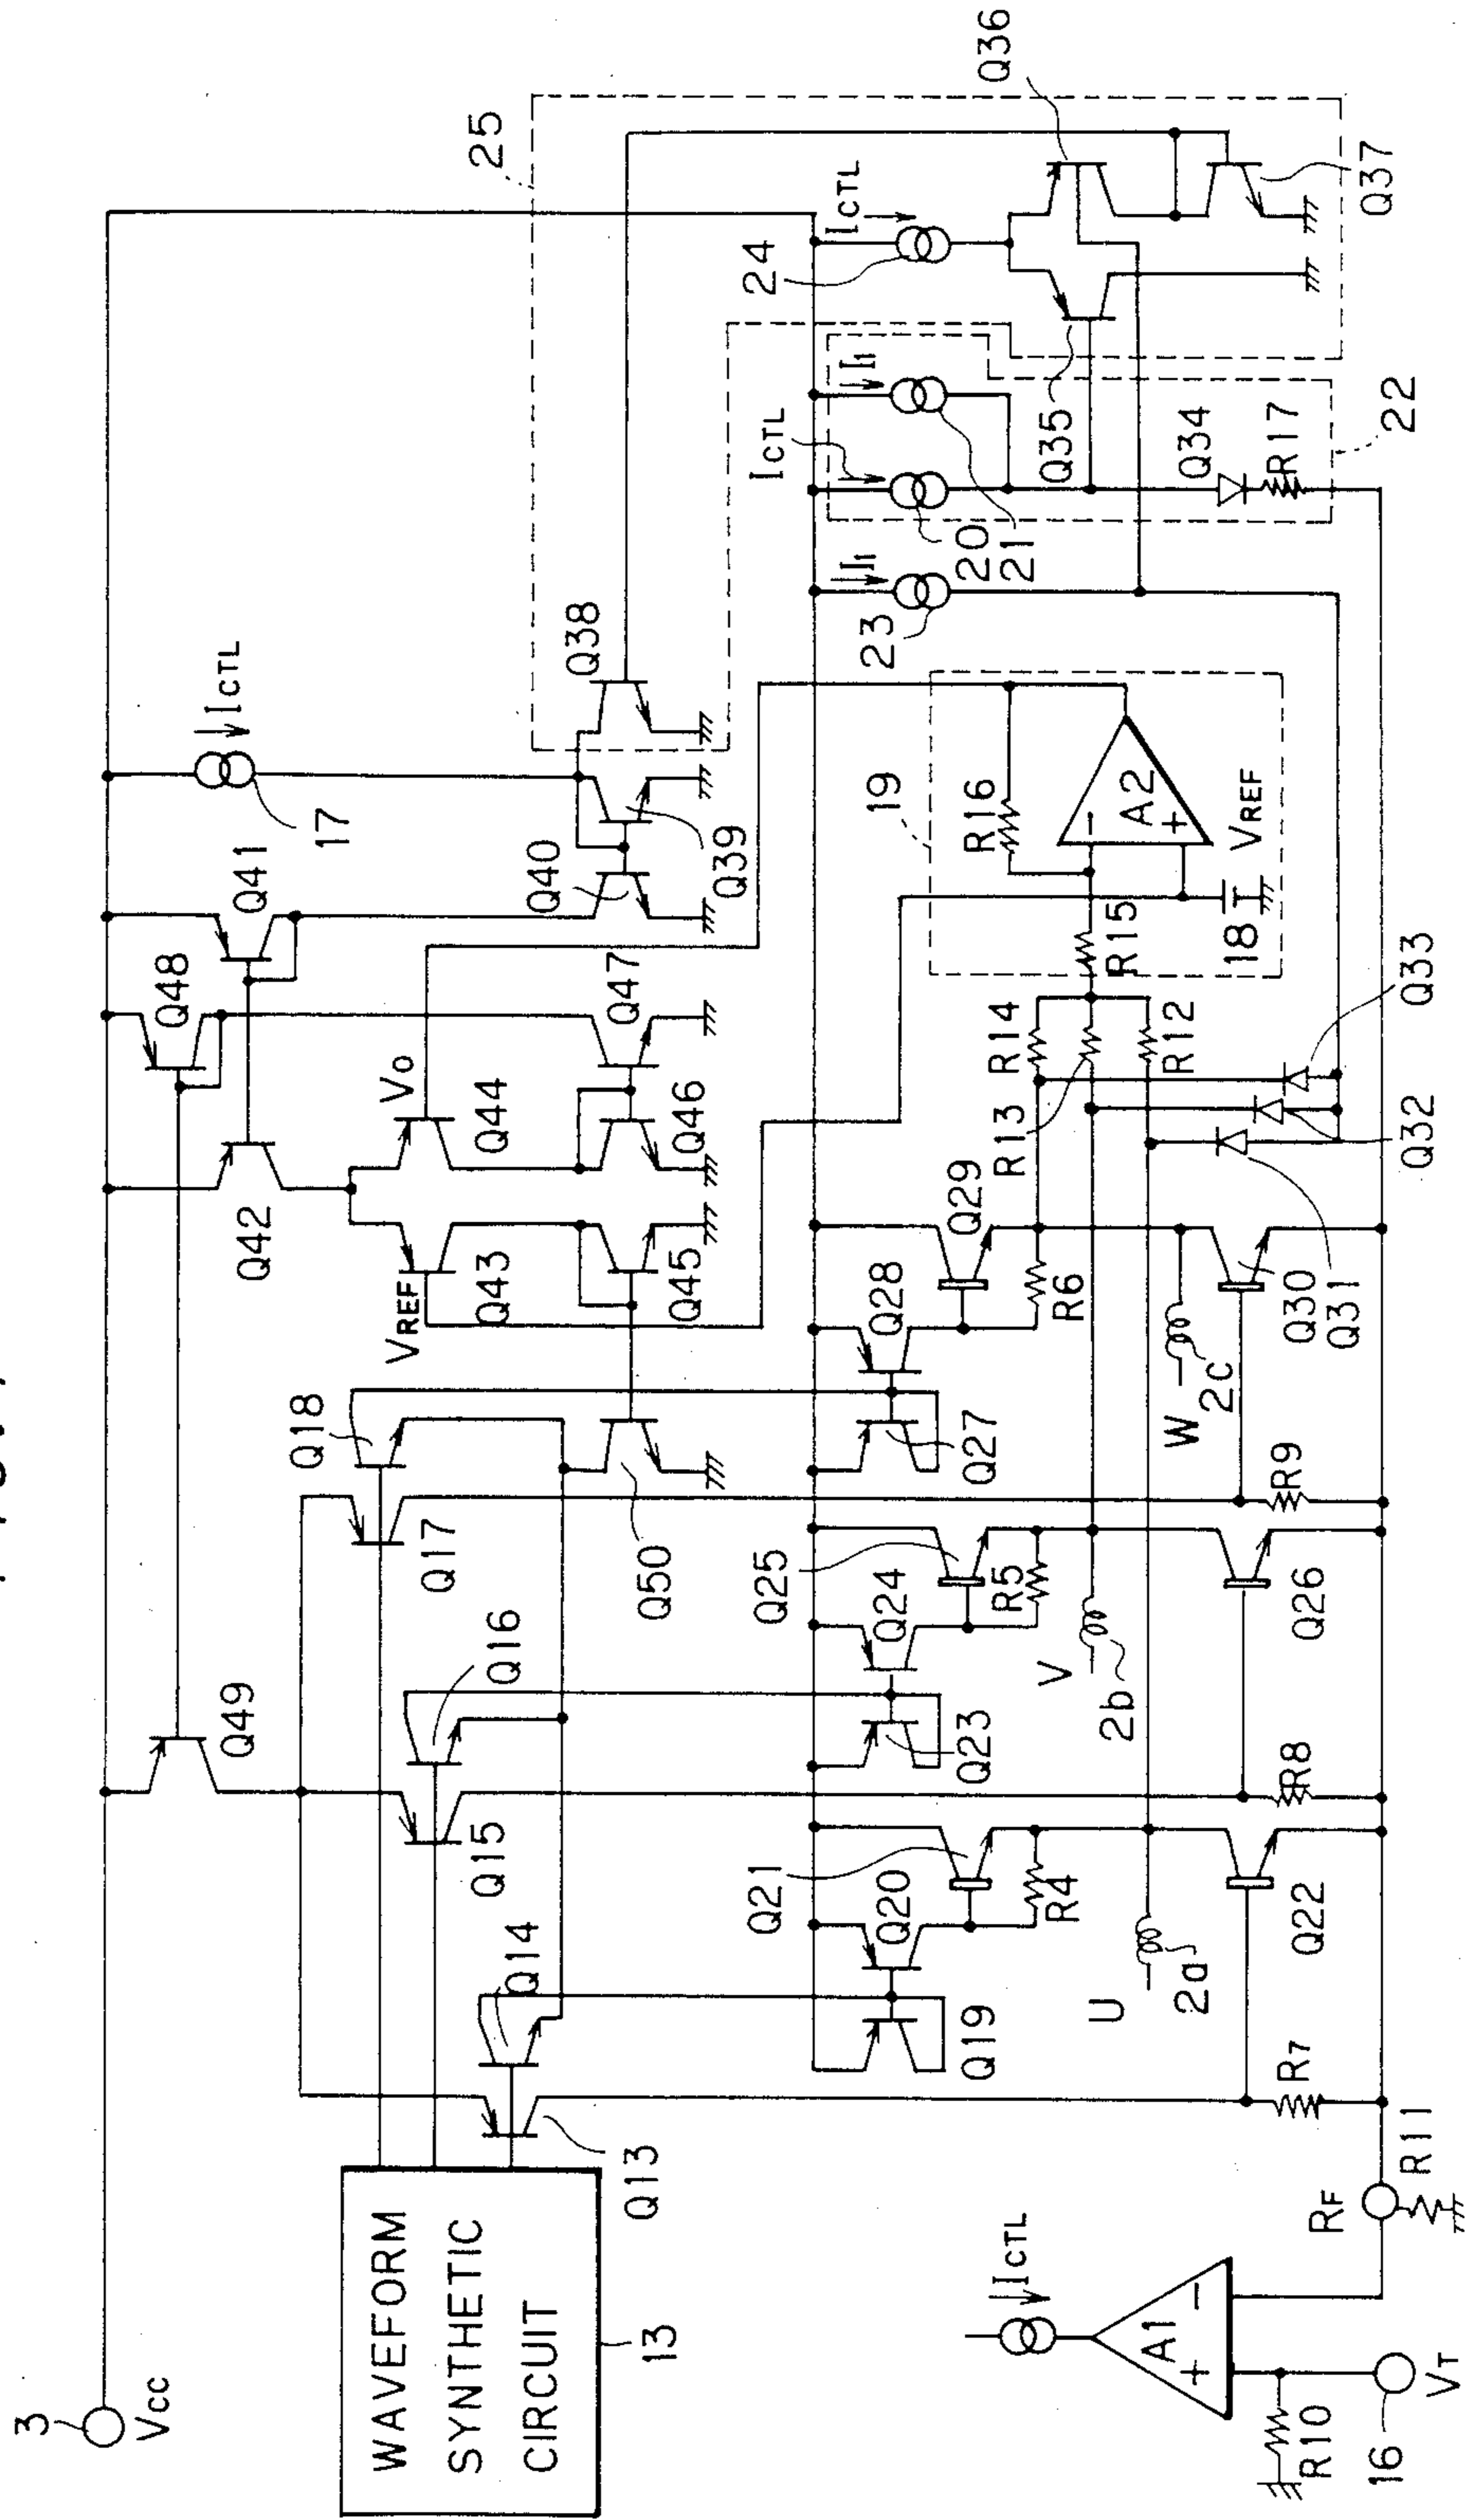 3
Vcc
WAVEFORM
SYNTHETIC
CIRCUIT
13
Q13
Q14
Q15
Q16
Q17
Q18
Q49
Q50
Q42
Q48
Q41
VREF
Q43
Vo
Q44
Q45
Q46
Q47
17
ICTL
Q40
Q39
Q38
25
Q19
Q20
Q21
R4
U
2a
Q22
R7
Q23
Q24
Q25
R5
V
2b
Q26
R8
Q27
Q28
Q29
R6
W
2c
Q30
Q31
R9
R13
R14
R12
Q32
Q33
19
R15
R16
A2
−
+
18
VREF
23
I1
20
21
ICTL
I1
Q34
R17
22
24
ICTL
Q35
Q36
Q37
ICTL
A1
+
−
R10
16
VT
RF
R11